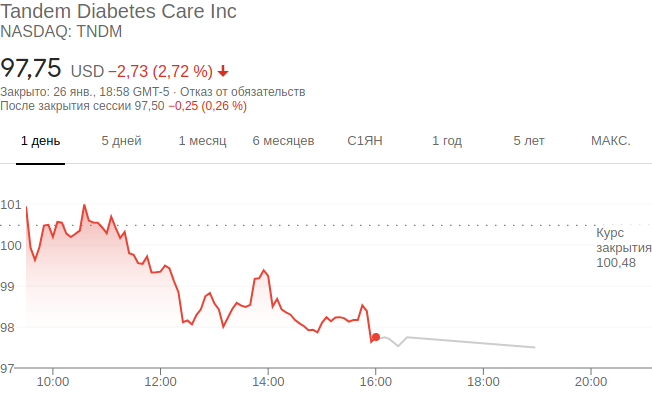 Tandem Diabetes Care Inc
NASDAQ: TNDM
97,75 USD −2,73 (2,72 %)
Закрыто: 26 янв., 18:58 GMT-5 · Отказ от обязательств
После закрытия сессии 97,50 −0,25 (0,26 %)
1 день 5 дней 1 месяц 6 месяцев С1ЯН 1 год 5 лет МАКС.
101
Курс
закрытия
100,48
100
99
98
97
10:00 12:00 14:00 16:00 18:00 20:00